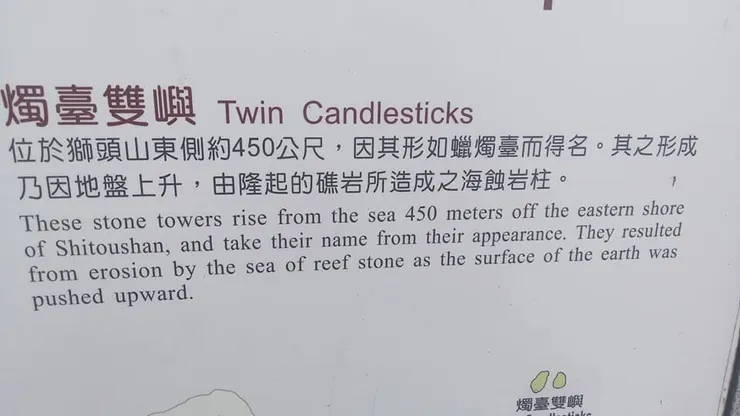 燭臺雙嶼 Twin Candlesticks
位於獅頭山東側約450公尺，因其形如蠟燭臺而得名。其之形成
乃因地盤上升，由隆起的礁岩所造成之海蝕岩柱。
These stone towers rise from the sea 450 meters off the eastern shore
of Shitoushan, and take their name from their appearance. They resulted
from erosion by the sea of reef stone as the surface of the earth was
pushed upward.
燭臺雙嶼